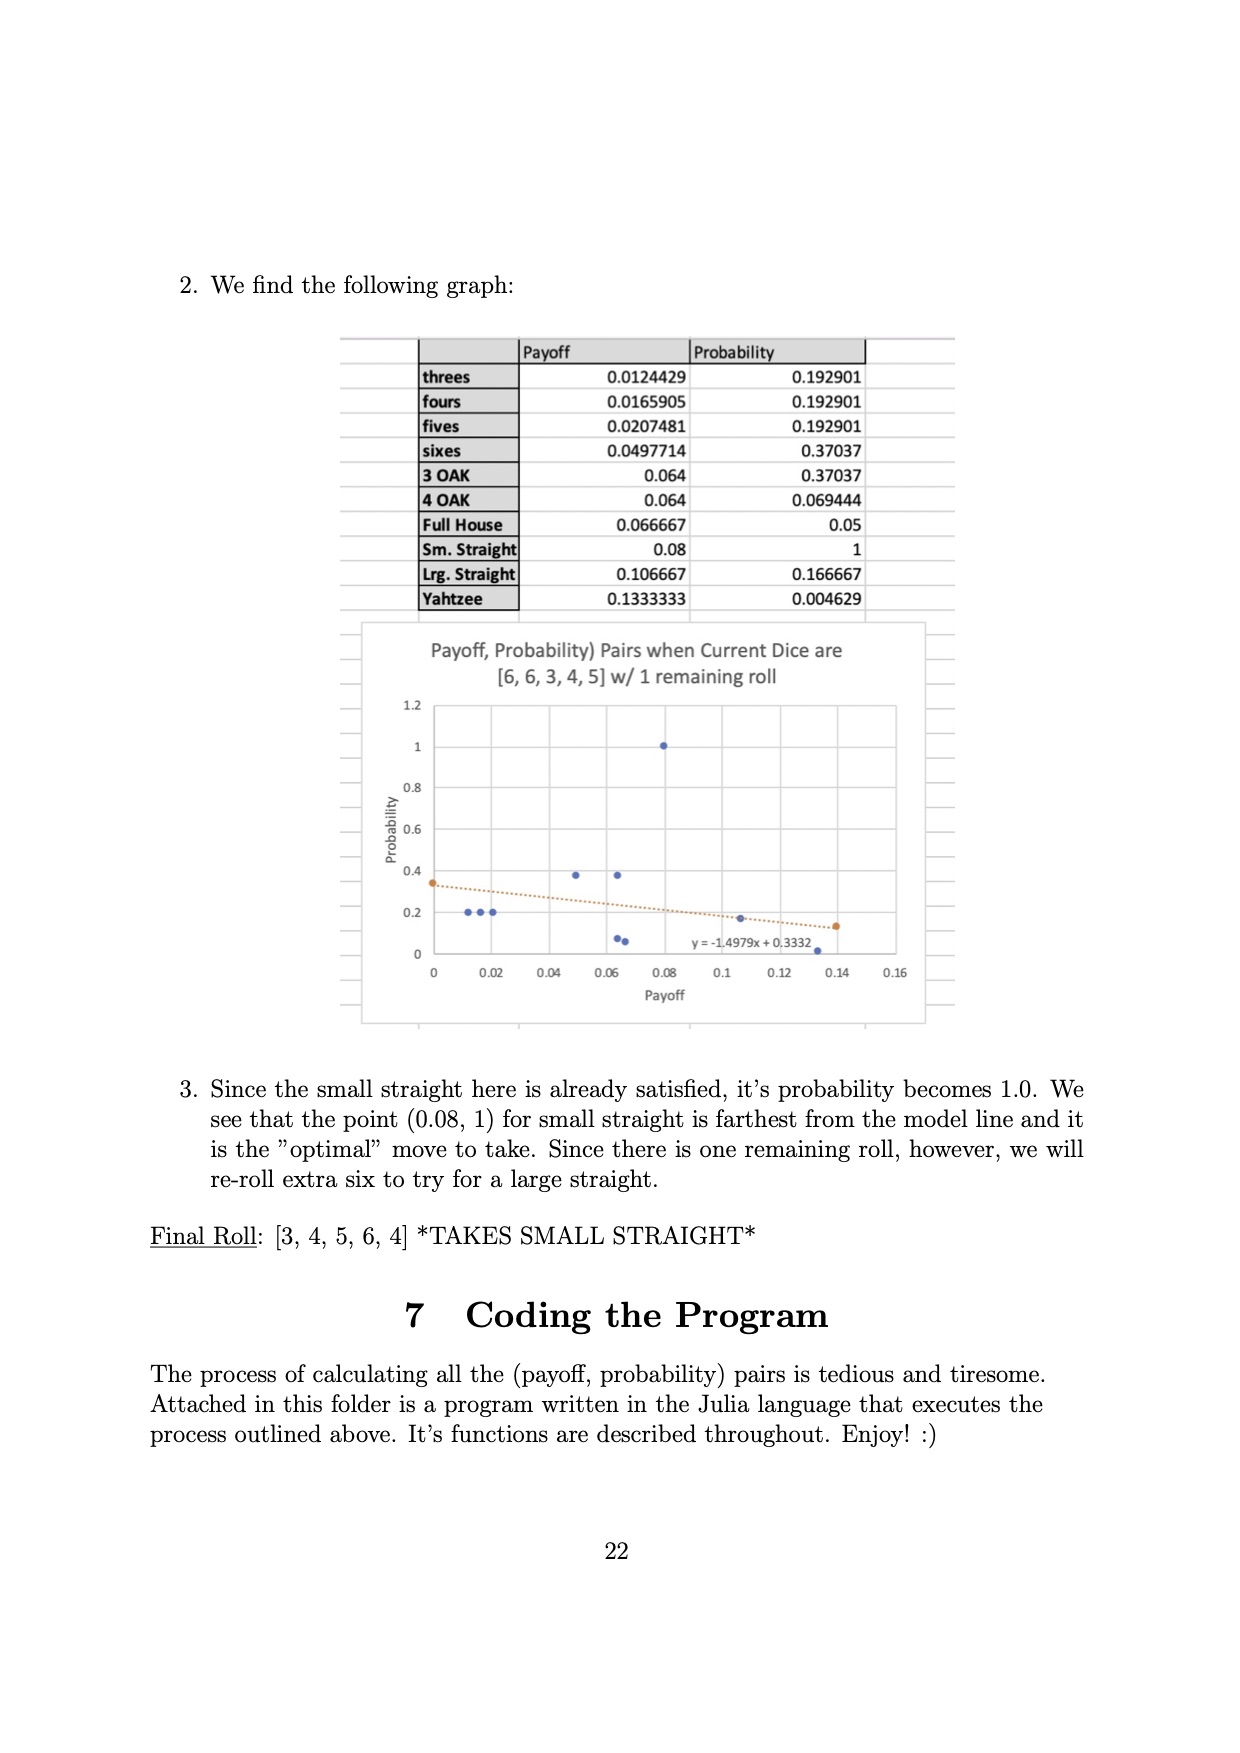 2. We find the following graph:
Payoff Probability
threes 0.0124429 0.192901
fours 0.0165905 0.192901
fives 0.0207481 0.192901
sixes 0.0497714 0.37037
3 OAK 0.064 0.37037
4 OAK 0.064 0.069444
Full House 0.066667 0.05
Sm. Straight 0.08 1
Lrg. Straight 0.106667 0.166667
Yahtzee 0.1333333 0.004629
Payoff, Probability) Pairs when Current Dice are
[6, 6, 3, 4, 5] w/ 1 remaining roll
1.2
1
0.8
0.6
0.4
0.2
0
Probability
y = -1.4979x + 0.3332
0 0.02 0.04 0.06 0.08 0.1 0.12 0.14 0.16
Payoff
3. Since the small straight here is already satisfied, it's probability becomes 1.0. We
see that the point (0.08, 1) for small straight is farthest from the model line and it
is the "optimal" move to take. Since there is one remaining roll, however, we will
re-roll extra six to try for a large straight.
Final Roll: [3, 4, 5, 6, 4] *TAKES SMALL STRAIGHT*
7 Coding the Program
The process of calculating all the (payoff, probability) pairs is tedious and tiresome.
Attached in this folder is a program written in the Julia language that executes the
process outlined above. It's functions are described throughout. Enjoy! :)
22